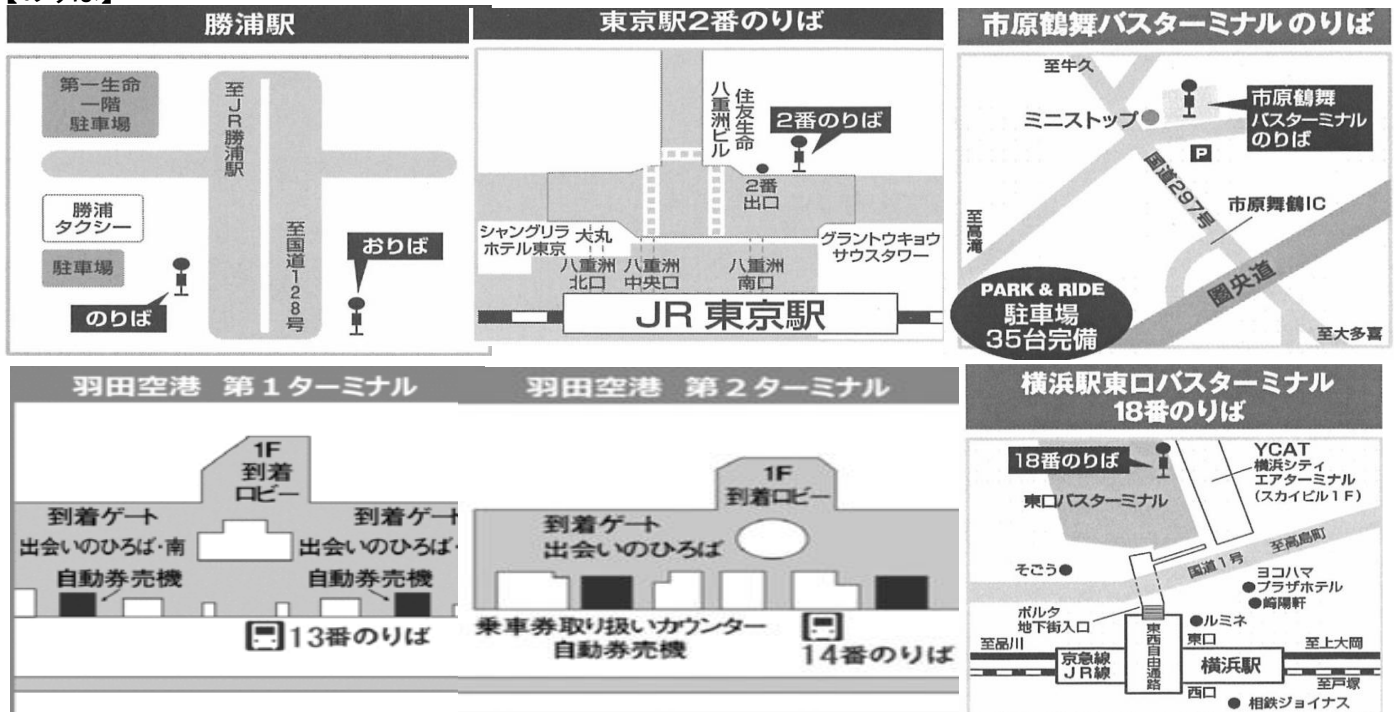 【のりば】
勝浦駅
第一生命
一階
駐車場
至JR勝浦駅
勝浦
タクシー
駐車場
のりば
至国道128号
おりば
東京駅2番のりば
八重洲ビル
住友生命
2番のりば
2番
出口
シャングリラ
ホテル東京
大丸
グラントウキョウ
サウスタワー
八重洲
北口
八重洲
中央口
八重洲
南口
JR 東京駅
市原鶴舞バスターミナル のりば
至牛久
ミニストップ
市原鶴舞
バスターミナル
のりば
P
国道297号
市原舞鶴IC
至高滝
圏央道
PARK & RIDE
駐車場
35台完備
至大多喜
羽田空港 第1ターミナル
1F
到着
ロビー
到着ゲート
出会いのひろば・南
自動券売機
到着ゲート
出会いのひろば・
自動券売機
13番のりば
羽田空港 第2ターミナル
1F
到着ロビー
到着ゲート
出会いのひろば
乗車券取り扱いカウンター
自動券売機
14番のりば
横浜駅東口バスターミナル
18番のりば
18番のりば
東口バスターミナル
YCAT
横浜シティ
エアターミナル
(スカイビル1F)
至高島町
国道1号
そごう
ヨコハマ
プラザホテル
崎陽軒
ポルタ
地下街入口
ルミネ
東口
東西自由通路
至品川
至上大岡
京急線
JR線
横浜駅
至戸塚
西口
相鉄ジョイナス